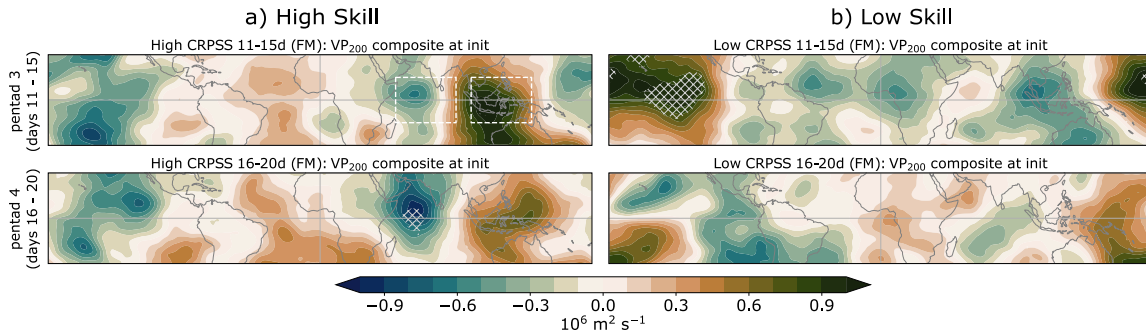 a) High Skill
b) Low Skill
High CRPSS 11-15d (FM): VP₂₀₀ composite at init
Low CRPSS 11-15d (FM): VP₂₀₀ composite at init
pentad 3
(days 11 - 15)
High CRPSS 16-20d (FM): VP₂₀₀ composite at init
Low CRPSS 16-20d (FM): VP₂₀₀ composite at init
pentad 4
(days 16 - 20)
−0.9 −0.6 −0.3 0.0 0.3 0.6 0.9
10⁶ m² s⁻¹